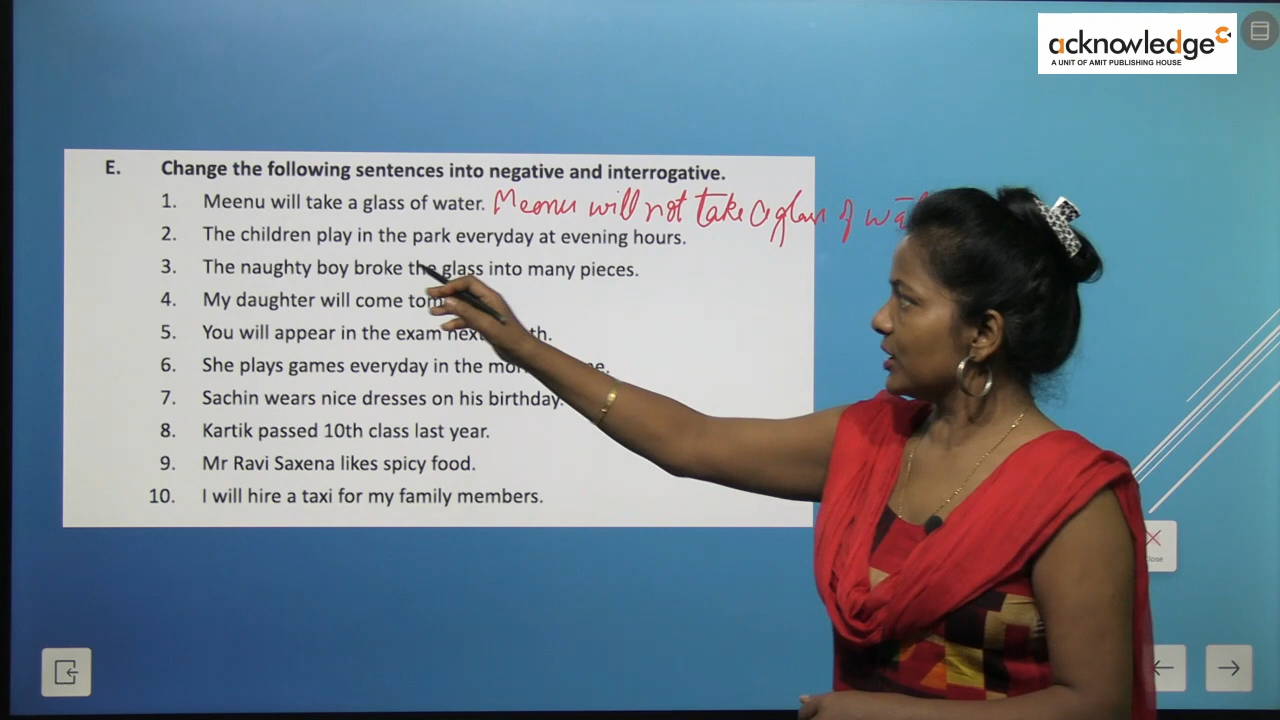 acknowledge
A UNIT OF AMIT PUBLISHING HOUSE
E. Change the following sentences into negative and interrogative.
1. Meenu will take a glass of water. Meenu will not take a glass of
2. The children play in the park everyday at evening hours.
3. The naughty boy broke the glass into many pieces.
4. My daughter will come
5. You will appear in the exam
6. She plays games everyday in the
7. Sachin wears nice dresses on his birthday.
8. Kartik passed 10th class last year.
9. Mr Ravi Saxena likes spicy food.
10. I will hire a taxi for my family members.